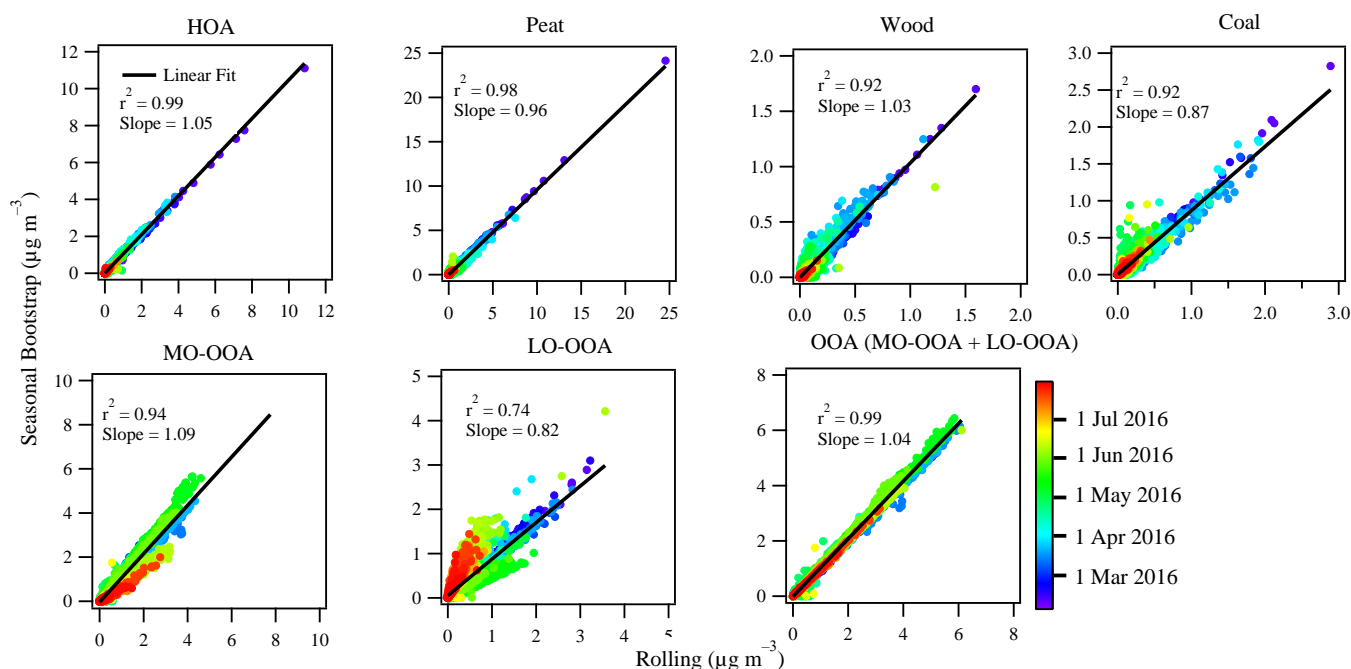 HOA
Peat
Wood
Coal
12
10
8
6
4
2
0
Linear Fit
r² = 0.99
Slope = 1.05
0 2 4 6 8 10 12
25
20
15
10
5
0
r² = 0.98
Slope = 0.96
0 5 10 15 20 25
2.0
1.5
1.0
0.5
0.0
r² = 0.92
Slope = 1.03
0.0 0.5 1.0 1.5 2.0
3.0
2.5
2.0
1.5
1.0
0.5
0.0
r² = 0.92
Slope = 0.87
0.0 1.0 2.0 3.0
Seasonal Bootstrap (µg m⁻³)
MO-OOA
LO-OOA
OOA (MO-OOA + LO-OOA)
10
8
6
4
2
0
r² = 0.94
Slope = 1.09
0 2 4 6 8 10
5
4
3
2
1
0
r² = 0.74
Slope = 0.82
0 1 2 3 4 5
8
6
4
2
0
r² = 0.99
Slope = 1.04
0 2 4 6 8
1 Jul 2016
1 Jun 2016
1 May 2016
1 Apr 2016
1 Mar 2016
Rolling (µg m⁻³)